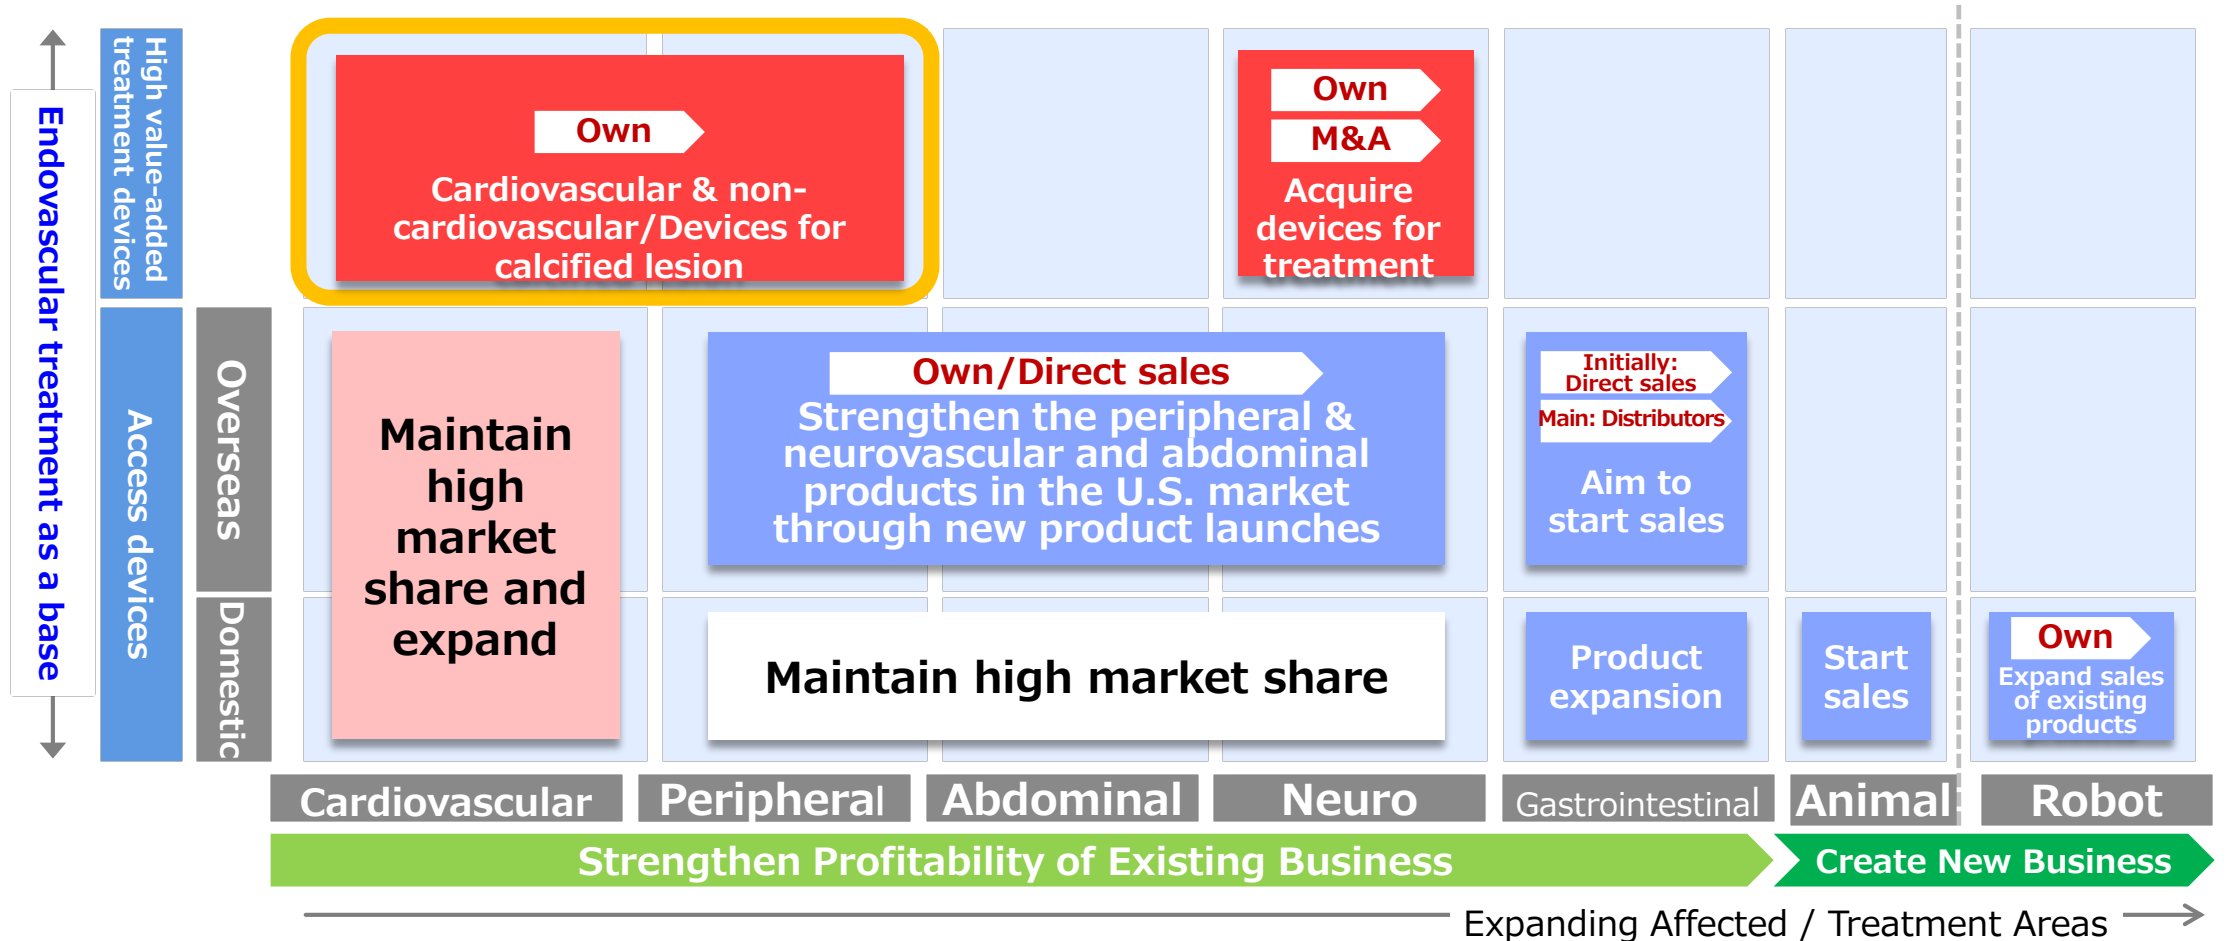 Endovascular treatment as a base
High value-added
treatment devices
Own
Cardiovascular & non-
cardiovascular/Devices for
calcified lesion
Own
M&A
Acquire
devices for
treatment
Access devices
Overseas
Domestic
Maintain
high
market
share and
expand
Own/Direct sales
Strengthen the peripheral &
neurovascular and abdominal
products in the U.S. market
through new product launches
Initially:
Direct sales
Main: Distributors
Aim to
start sales
Maintain high market share
Product
expansion
Start
sales
Own
Expand sales
of existing
products
Cardiovascular
Peripheral
Abdominal
Neuro
Gastrointestinal
Animal
Robot
Strengthen Profitability of Existing Business
Create New Business
Expanding Affected / Treatment Areas